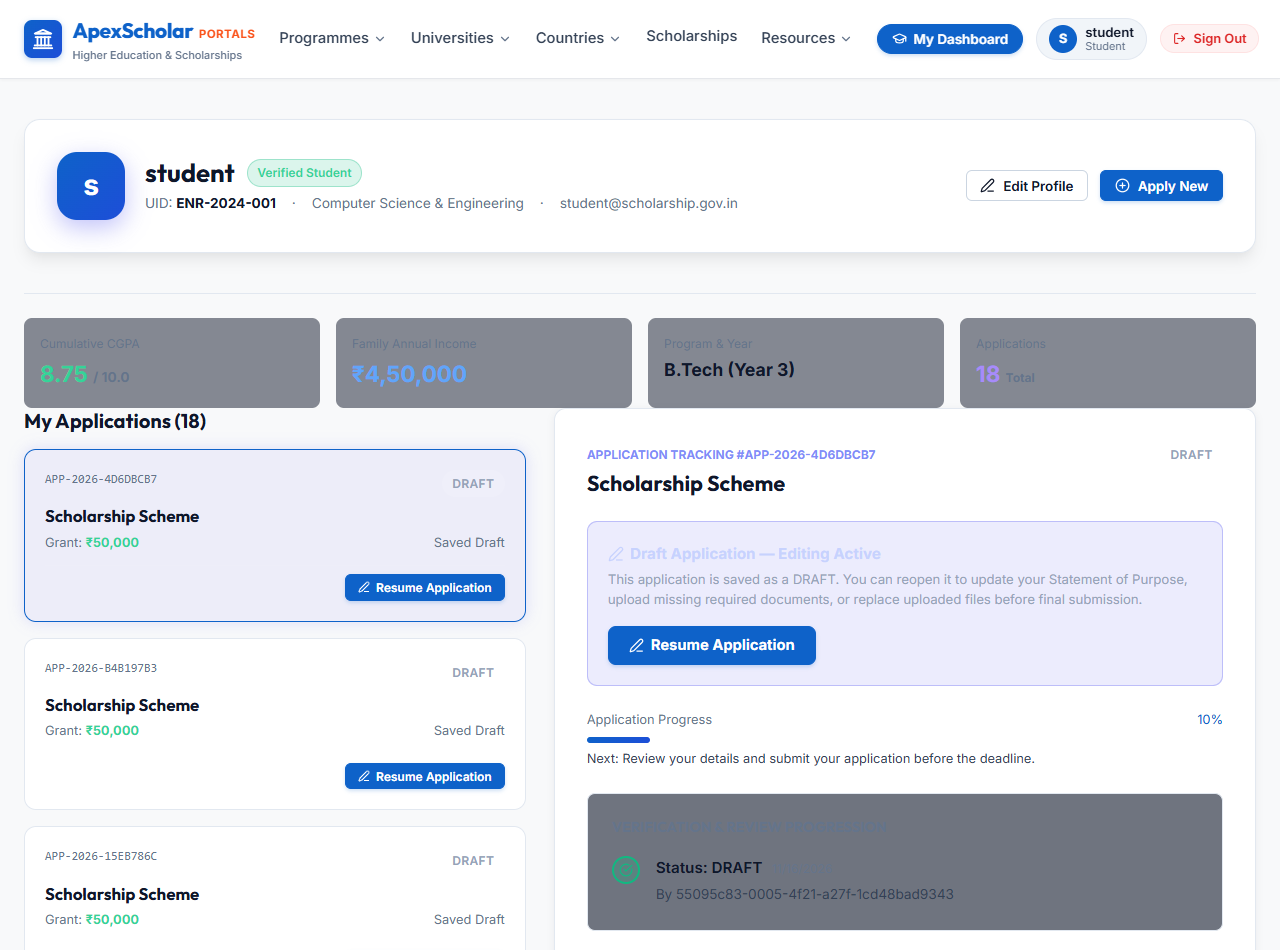 ApexScholar PORTALS
Higher Education & Scholarships
Programmes
Universities
Countries
Scholarships
Resources
My Dashboard
S
student
Student
Sign Out
S
student
Verified Student
UID: ENR-2024-001 · Computer Science & Engineering · student@scholarship.gov.in
Edit Profile
Apply New
Cumulative CGPA
8.75 / 10.0
Family Annual Income
₹4,50,000
Program & Year
B.Tech (Year 3)
Applications
18 Total
My Applications (18)
APP-2026-4D6DBCB7
DRAFT
Scholarship Scheme
Grant: ₹50,000
Saved Draft
Resume Application
APP-2026-B4B197B3
DRAFT
Scholarship Scheme
Grant: ₹50,000
Saved Draft
Resume Application
APP-2026-15EB786C
DRAFT
Scholarship Scheme
Grant: ₹50,000
Saved Draft
APPLICATION TRACKING #APP-2026-4D6DBCB7
DRAFT
Scholarship Scheme
Draft Application — Editing Active
This application is saved as a DRAFT. You can reopen it to update your Statement of Purpose,
upload missing required documents, or replace uploaded files before final submission.
Resume Application
Application Progress
10%
Next: Review your details and submit your application before the deadline.
Status: DRAFT
By 55095c83-0005-4f21-a27f-1cd48bad9343